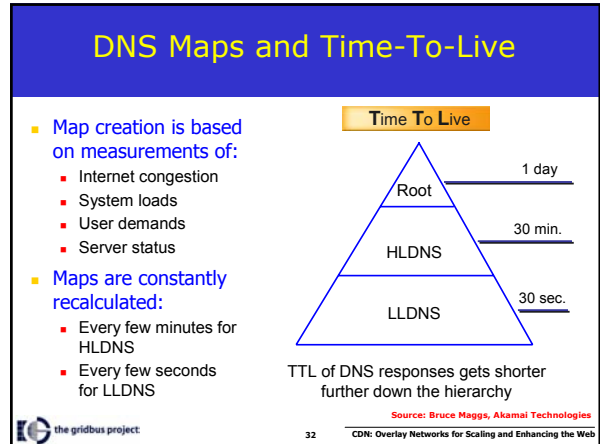 DNS Maps and Time-To-Live
Map creation is based
on measurements of:
Internet congestion
System loads
User demands
Server status
Maps are constantly
recalculated:
Every few minutes for
HLDNS
Every few seconds
for LLDNS
Time To Live
Root
1 day
HLDNS
30 min.
LLDNS
30 sec.
TTL of DNS responses gets shorter
further down the hierarchy
Source: Bruce Maggs, Akamai Technologies
the gridbus project
32
CDN: Overlay Networks for Scaling and Enhancing the Web